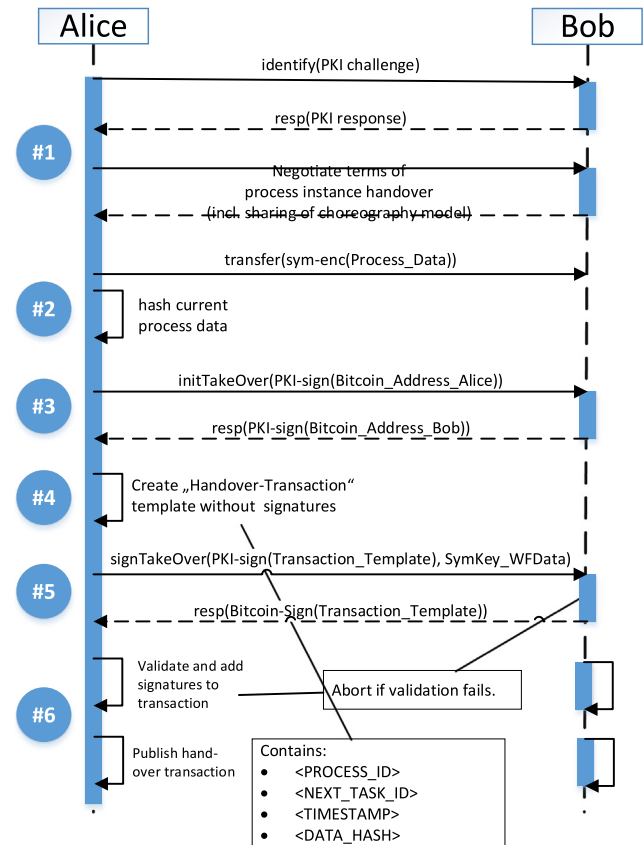 Alice
Bob
identify(PKI challenge)
resp(PKI response)
#1
Negotiate terms of
process instance handover
(incl. sharing of choreography model)
transfer(sym-enc(Process_Data))
#2
hash current
process data
#3
initTakeOver(PKI-sign(Bitcoin_Address_Alice))
resp(PKI-sign(Bitcoin_Address_Bob))
#4
Create „Handover-Transaction“
template without signatures
signTakeOver(PKI-sign(Transaction_Template), SymKey_WFData)
#5
resp(Bitcoin-Sign(Transaction_Template))
Validate and add
signatures to
transaction
Abort if validation fails.
#6
Publish hand-
over transaction
Contains:
• <PROCESS_ID>
• <NEXT_TASK_ID>
• <TIMESTAMP>
• <DATA_HASH>